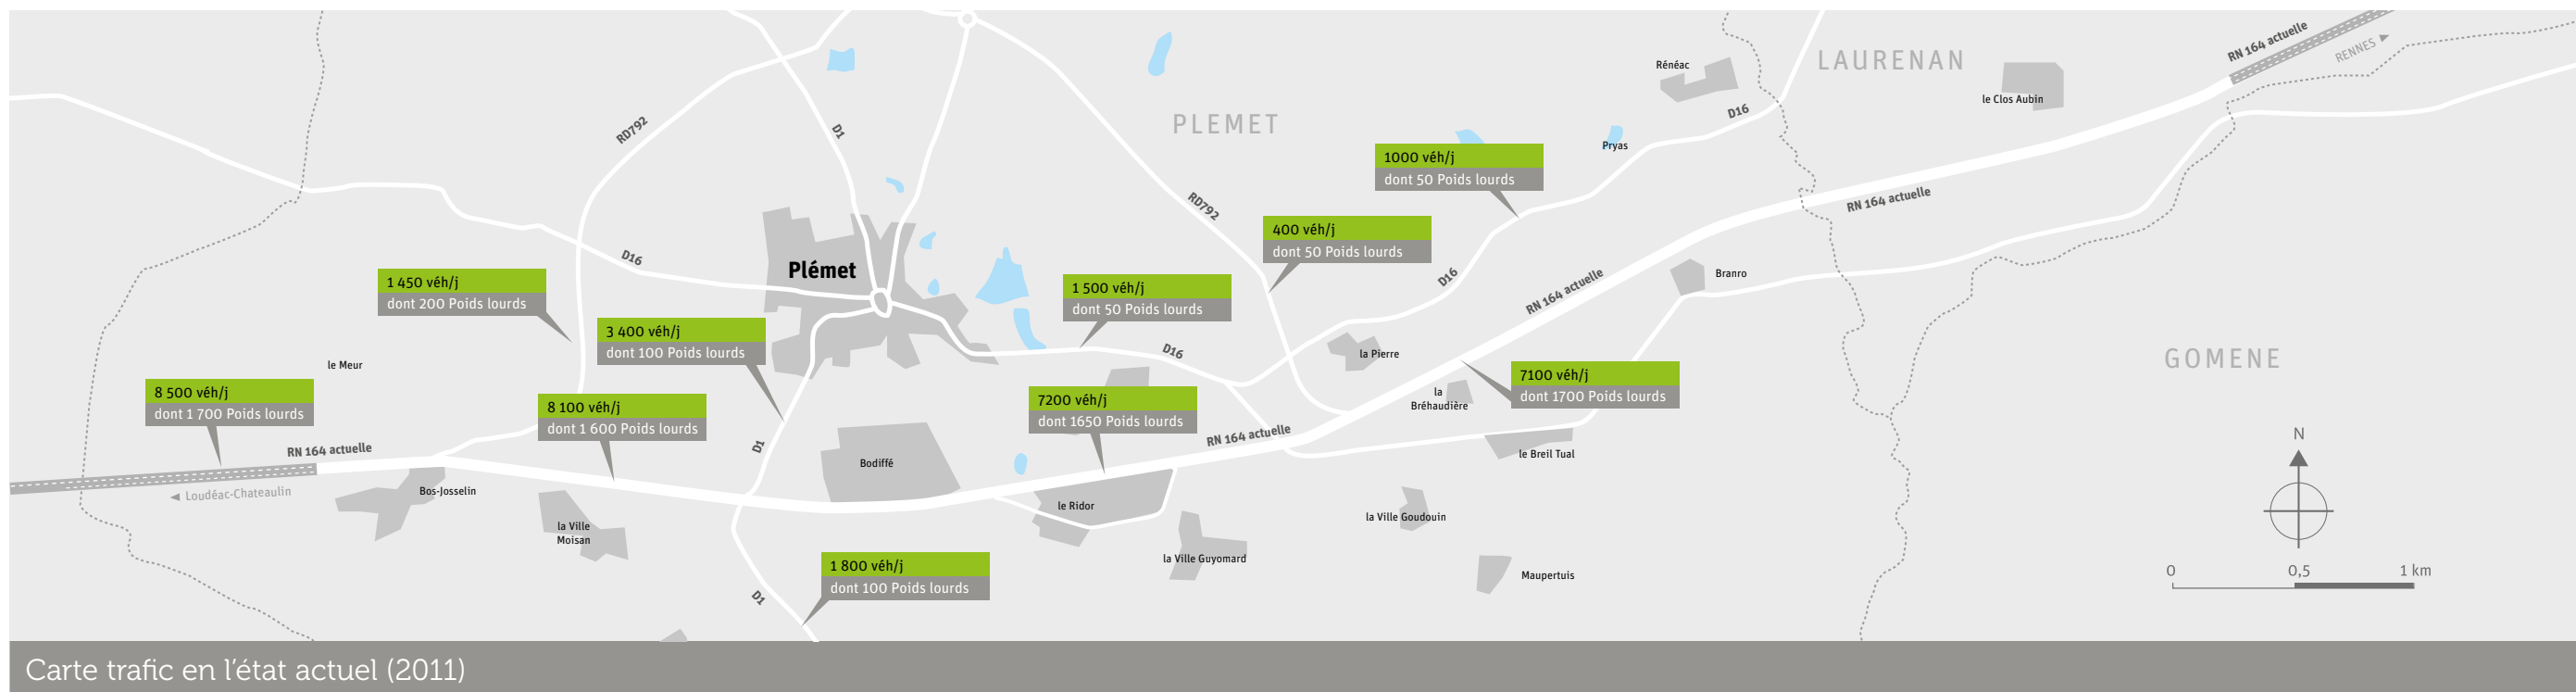 RN 164 actuelle
RENNES
LAURENAN
Rénéac
le Clos Aubin
D16
PLEMET
RD792
D1
Pryas
1000 véh/j
dont 50 Poids lourds
RN 164 actuelle
RD792
400 véh/j
dont 50 Poids lourds
D16
Plémet
1 450 véh/j
dont 200 Poids lourds
1 500 véh/j
dont 50 Poids lourds
D16
RN 164 actuelle
Branro
3 400 véh/j
dont 100 Poids lourds
D16
la Pierre
GOMENE
le Meur
8 500 véh/j
dont 1 700 Poids lourds
8 100 véh/j
dont 1 600 Poids lourds
7200 véh/j
dont 1650 Poids lourds
la
Bréhaudière
7100 véh/j
dont 1700 Poids lourds
RN 164 actuelle
D1
RN 164 actuelle
N
Bodiffé
le Breil Tual
Loudéac-Chateaulin
Bos-Josselin
la Ville
Moisan
le Ridor
la Ville Goudouin
la Ville Guyomard
Maupertuis
1 800 véh/j
dont 100 Poids lourds
D1
0
0,5
1 km
Carte trafic en l'état actuel (2011)